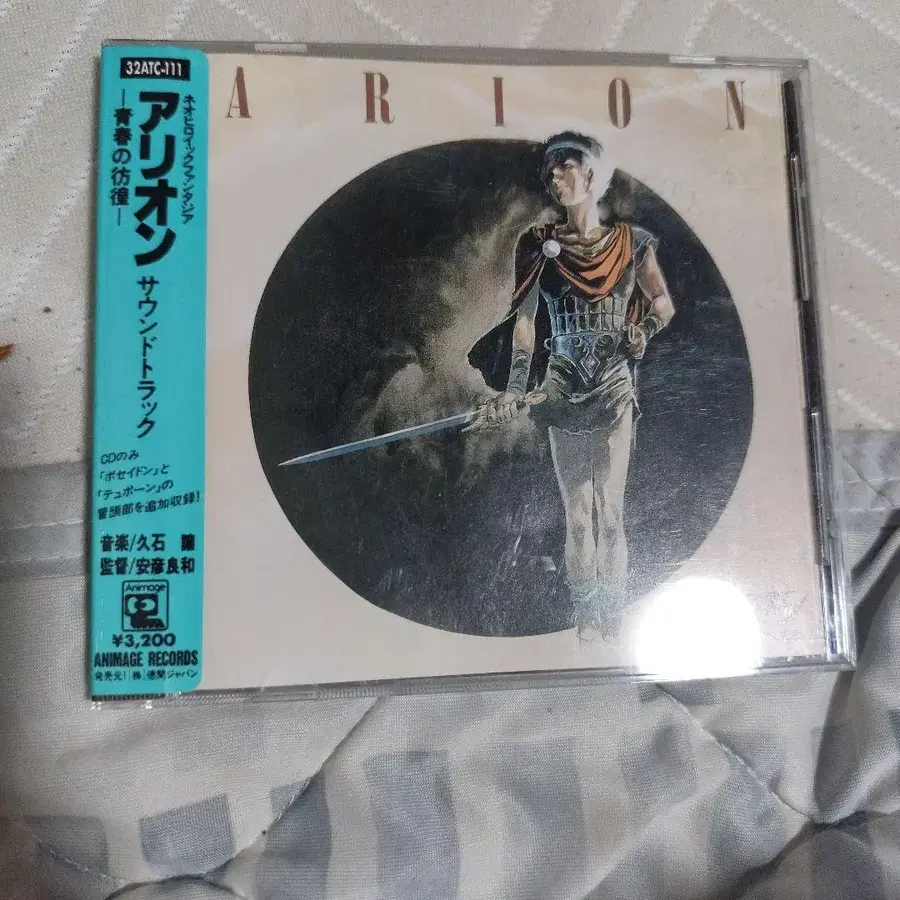 32ATC-111
ネオヒロイックファンタジア
アリオン
—青春の彷徨—
サウンドトラック
CDのみ
「ポセイドン」と
「テュポーン」の
冒頭部を追加収録!
音楽/久石 譲
監督/安彦良和
Animage
¥3,200
ANIMAGE RECORDS
発売元/(株)徳間ジャパン
ARION